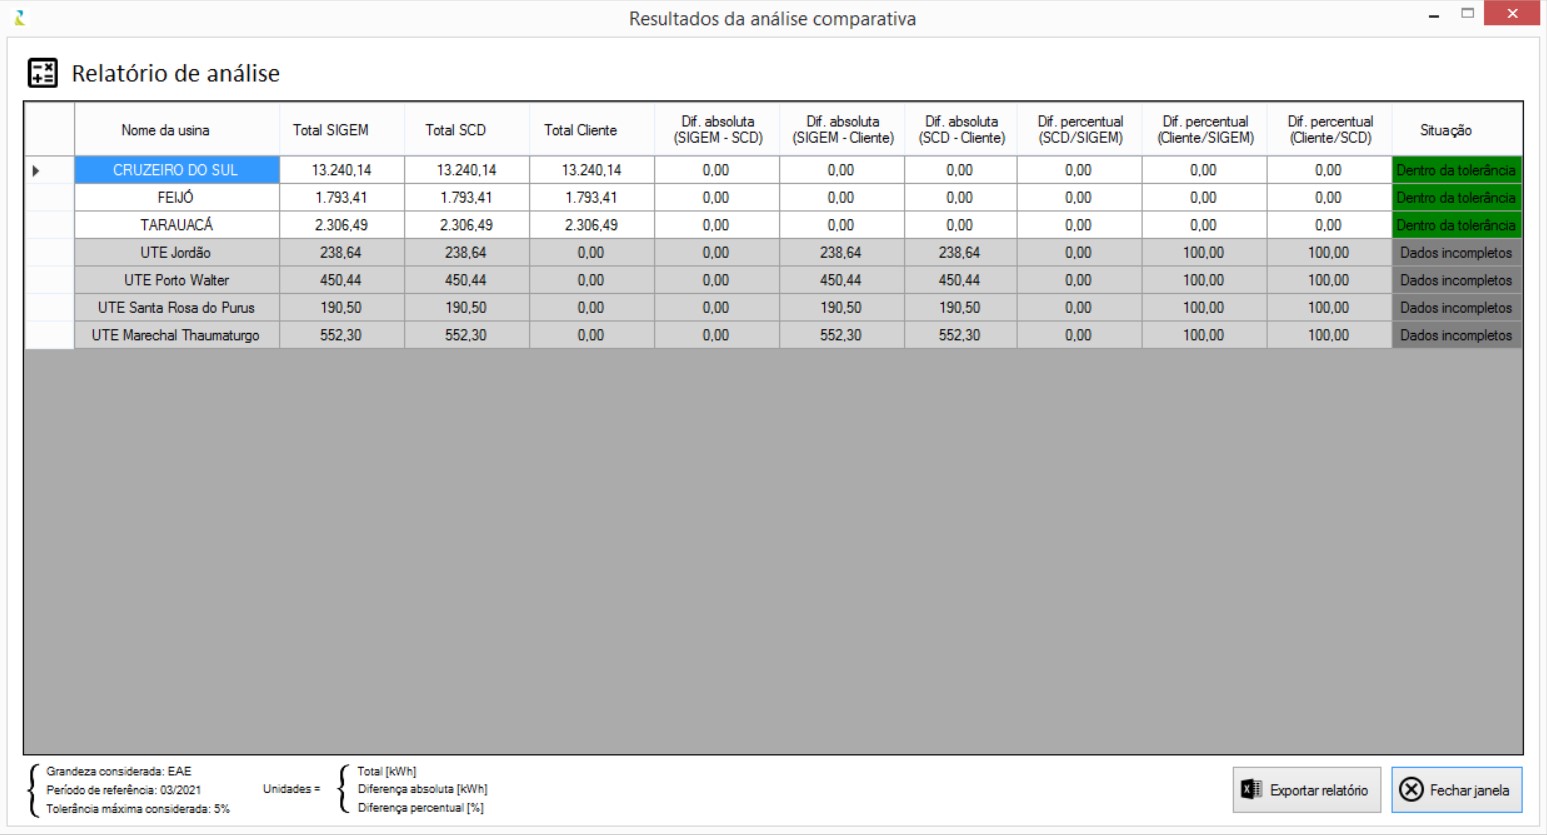 Resultados da análise comparativa
Relatório de análise
Nome da usina Total SIGEM Total SCD Total Cliente Dif. absoluta (SIGEM - SCD) Dif. absoluta (SIGEM - Cliente) Dif. absoluta (SCD - Cliente) Dif. percentual (SCD/SIGEM) Dif. percentual (Cliente/SIGEM) Dif. percentual (Cliente/SCD) Situação
CRUZEIRO DO SUL 13.240,14 13.240,14 13.240,14 0,00 0,00 0,00 0,00 0,00 0,00 Dentro da tolerância
FEIJÓ 1.793,41 1.793,41 1.793,41 0,00 0,00 0,00 0,00 0,00 0,00 Dentro da tolerância
TARAUACÁ 2.306,49 2.306,49 2.306,49 0,00 0,00 0,00 0,00 0,00 0,00 Dentro da tolerância
UTE Jordão 238,64 238,64 0,00 0,00 238,64 238,64 0,00 100,00 100,00 Dados incompletos
UTE Porto Walter 450,44 450,44 0,00 0,00 450,44 450,44 0,00 100,00 100,00 Dados incompletos
UTE Santa Rosa do Purus 190,50 190,50 0,00 0,00 190,50 190,50 0,00 100,00 100,00 Dados incompletos
UTE Marechal Thaumaturgo 552,30 552,30 0,00 0,00 552,30 552,30 0,00 100,00 100,00 Dados incompletos
Grandeza considerada: EAE
Período de referência: 03/2021
Tolerância máxima considerada: 5%
Unidades =
Total [kWh]
Diferença absoluta [kWh]
Diferença percentual [%]
Exportar relatório
Fechar janela